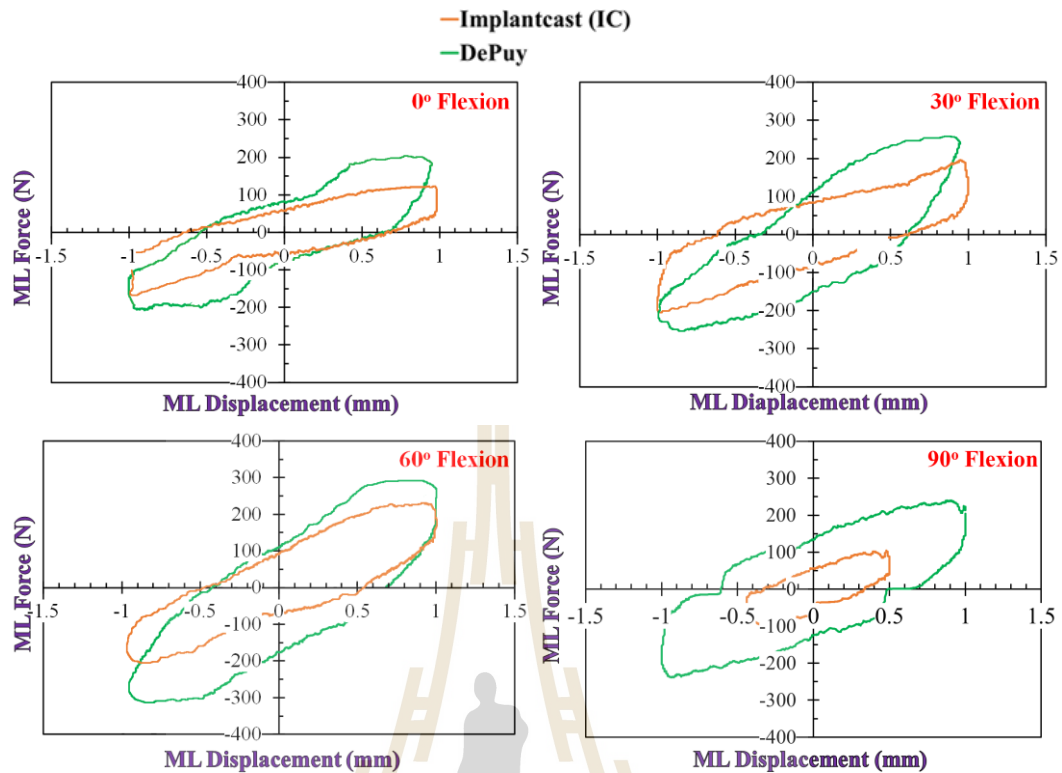 Implantcast (IC)
DePuy
400
0° Flexion
300
200
100
0
-1.5 -1 -0.5 0 0.5 1 1.5
-100
-200
-300
-400
ML Force (N)
ML Displacement (mm)
400
30° Flexion
300
200
100
0
-1.5 -1 -0.5 0 0.5 1 1.5
-100
-200
-300
-400
ML Force (N)
ML Diaplacement (mm)
400
60° Flexion
300
200
100
0
-1.5 -1 -0.5 0 0.5 1 1.5
-100
-200
-300
-400
ML Force (N)
ML Displacement (mm)
400
90° Flexion
300
200
100
0
-1.5 -1 -0.5 0 0.5 1 1.5
-100
-200
-300
-400
ML Force (N)
ML Displacement (mm)